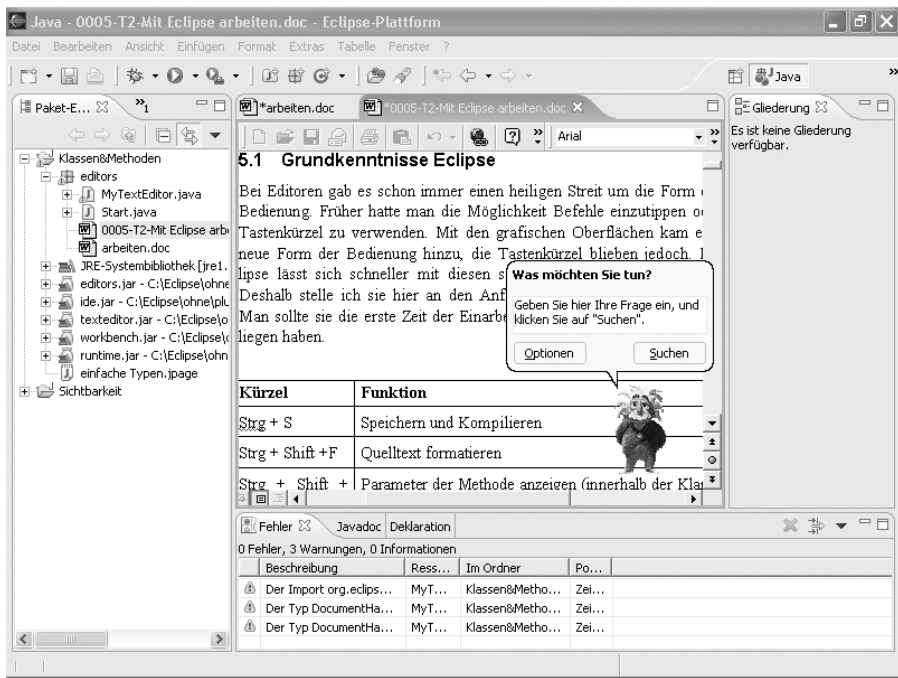 Java - 0005-T2-Mit Eclipse arbeiten.doc - Eclipse-Plattform
Datei Bearbeiten Ansicht Einfügen Format Extras Tabelle Fenster ?
Java
»
Paket-E...
»1
*arbeiten.doc
*0005-T2-Mit Eclipse arbeiten.doc
Gliederung
Es ist keine Gliederung
verfügbar.
Arial
Klassen&Methoden
editors
MyTextEditor.java
Start.java
0005-T2-Mit Eclipse arb
arbeiten.doc
JRE-Systembibliothek [jre1.
editors.jar - C:\Eclipse\ohne
ide.jar - C:\Eclipse\ohne\plu
texteditor.jar - C:\Eclipse\o
workbench.jar - C:\Eclipse\
runtime.jar - C:\Eclipse\ohn
einfache Typen.jpage
Sichtbarkeit
5.1 Grundkenntnisse Eclipse
Bei Editoren gab es schon immer einen heiligen Streit um die Form
Bedienung. Früher hatte man die Möglichkeit Befehle einzutippen o
Tastenkürzel zu verwenden. Mit den grafischen Oberflächen kam e
neue Form der Bedienung hinzu, die Tastenkürzel blieben jedoch.
lipse lässt sich schneller mit diesen s
Deshalb stelle ich sie hier an den Anf
Man sollte sie die erste Zeit der Einarbe
liegen haben.
Was möchten Sie tun?
Geben Sie hier Ihre Frage ein, und
klicken Sie auf "Suchen".
Optionen Suchen
Kürzel Funktion
Strg + S Speichern und Kompilieren
Strg + Shift +F Quelltext formatieren
Strg + Shift + Parameter der Methode anzeigen (innerhalb der Kla
Fehler Javadoc Deklaration
0 Fehler, 3 Warnungen, 0 Informationen
Beschreibung Ress... Im Ordner Po...
Der Import org.eclips... MyT... Klassen&Metho... Zei...
Der Typ DocumentHa... MyT... Klassen&Metho... Zei...
Der Typ DocumentHa... MyT... Klassen&Metho... Zei...